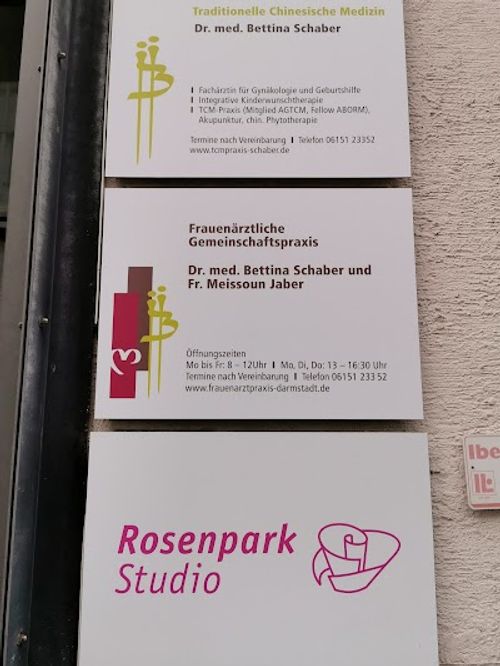 Traditionelle Chinesische Medizin
Dr. med. Bettina Schaber
I Fachärztin für Gynäkologie und Geburtshilfe
I Integrative Kinderwunschtherapie
I TCM-Praxis (Mitglied AGTCM, Fellow ABORM),
Akupunktur, chin. Phytotherapie
Termine nach Vereinbarung I Telefon 06151 23352
www.tcmpraxis-schaber.de
Frauenärztliche
Gemeinschaftspraxis
Dr. med. Bettina Schaber und
Fr. Meissoun Jaber
Öffnungszeiten
Mo bis Fr: 8 – 12Uhr I Mo, Di, Do: 13 – 16:30 Uhr
Termine nach Vereinbarung I Telefon 06151 233 52
www.frauenarztpraxis-darmstadt.de
Rosenpark
Studio
Ibe